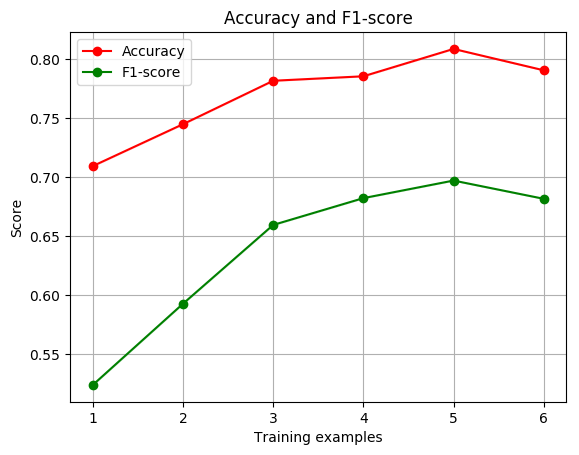 Accuracy and F1-score
Accuracy
F1-score
0.80
0.75
0.70
0.65
0.60
0.55
Score
1 2 3 4 5 6
Training examples